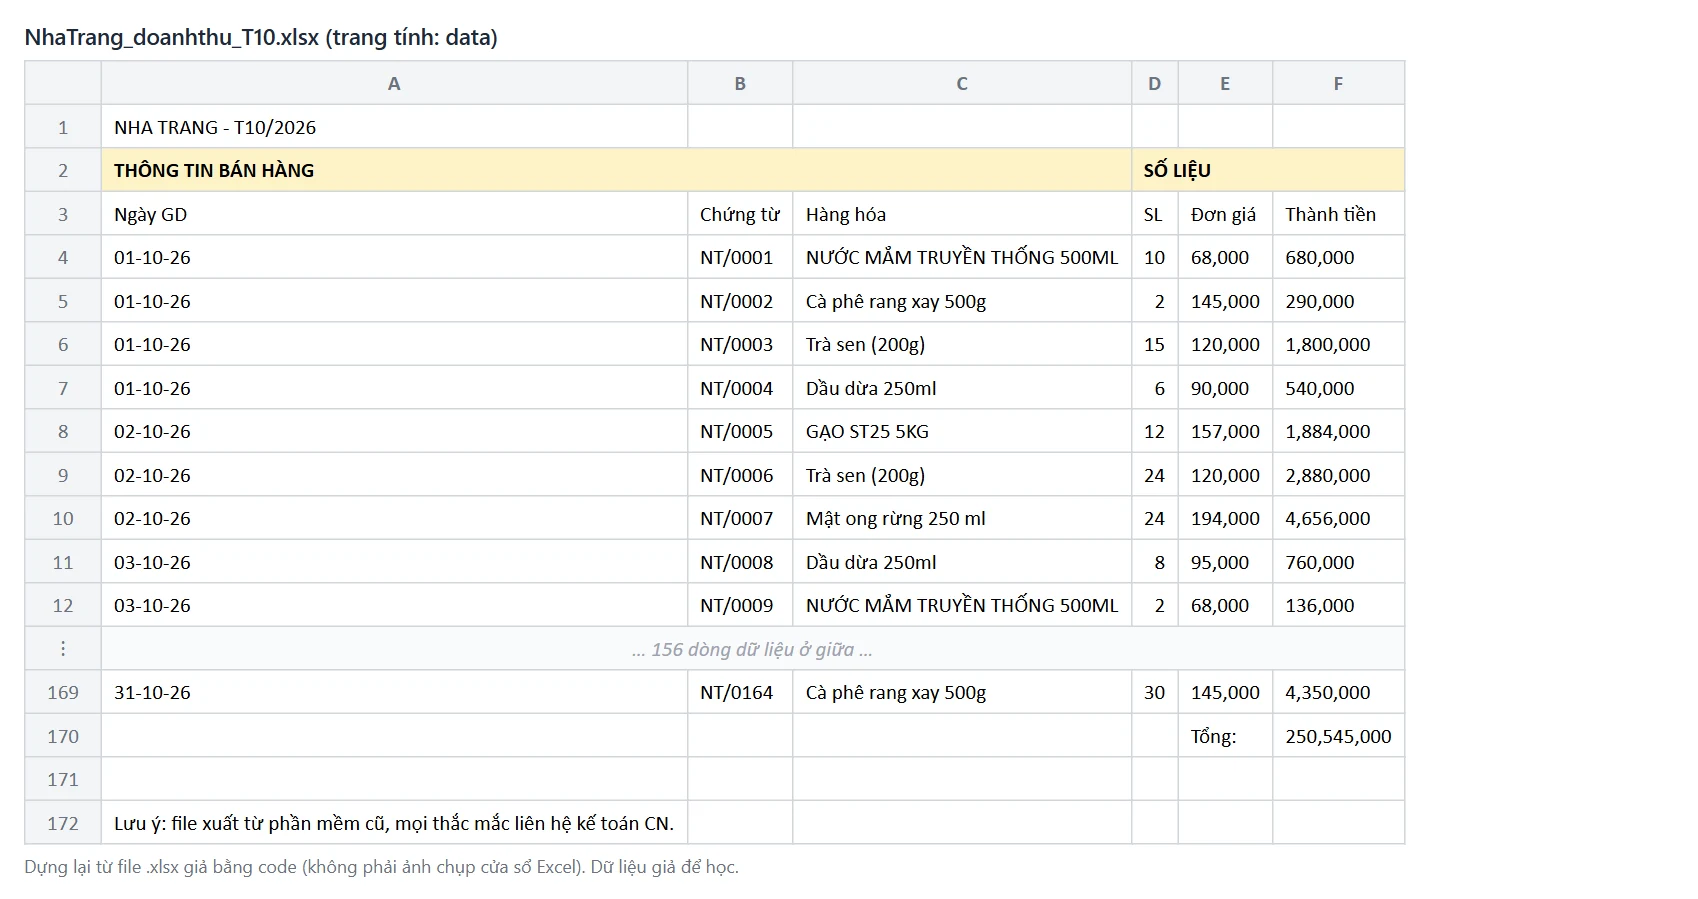 NhaTrang_doanhthu_T10.xlsx (trang tính: data)
A B C D E F
1 NHA TRANG - T10/2026
2 THÔNG TIN BÁN HÀNG SỐ LIỆU
3 Ngày GD Chứng từ Hàng hóa SL Đơn giá Thành tiền
4 01-10-26 NT/0001 NƯỚC MẮM TRUYỀN THỐNG 500ML 10 68,000 680,000
5 01-10-26 NT/0002 Cà phê rang xay 500g 2 145,000 290,000
6 01-10-26 NT/0003 Trà sen (200g) 15 120,000 1,800,000
7 01-10-26 NT/0004 Dầu dừa 250ml 6 90,000 540,000
8 02-10-26 NT/0005 GẠO ST25 5KG 12 157,000 1,884,000
9 02-10-26 NT/0006 Trà sen (200g) 24 120,000 2,880,000
10 02-10-26 NT/0007 Mật ong rừng 250 ml 24 194,000 4,656,000
11 03-10-26 NT/0008 Dầu dừa 250ml 8 95,000 760,000
12 03-10-26 NT/0009 NƯỚC MẮM TRUYỀN THỐNG 500ML 2 68,000 136,000
⋮ ... 156 dòng dữ liệu ở giữa ...
169 31-10-26 NT/0164 Cà phê rang xay 500g 30 145,000 4,350,000
170 Tổng: 250,545,000
171
172 Lưu ý: file xuất từ phần mềm cũ, mọi thắc mắc liên hệ kế toán CN.
Dựng lại từ file .xlsx giả bằng code (không phải ảnh chụp cửa sổ Excel). Dữ liệu giả để học.